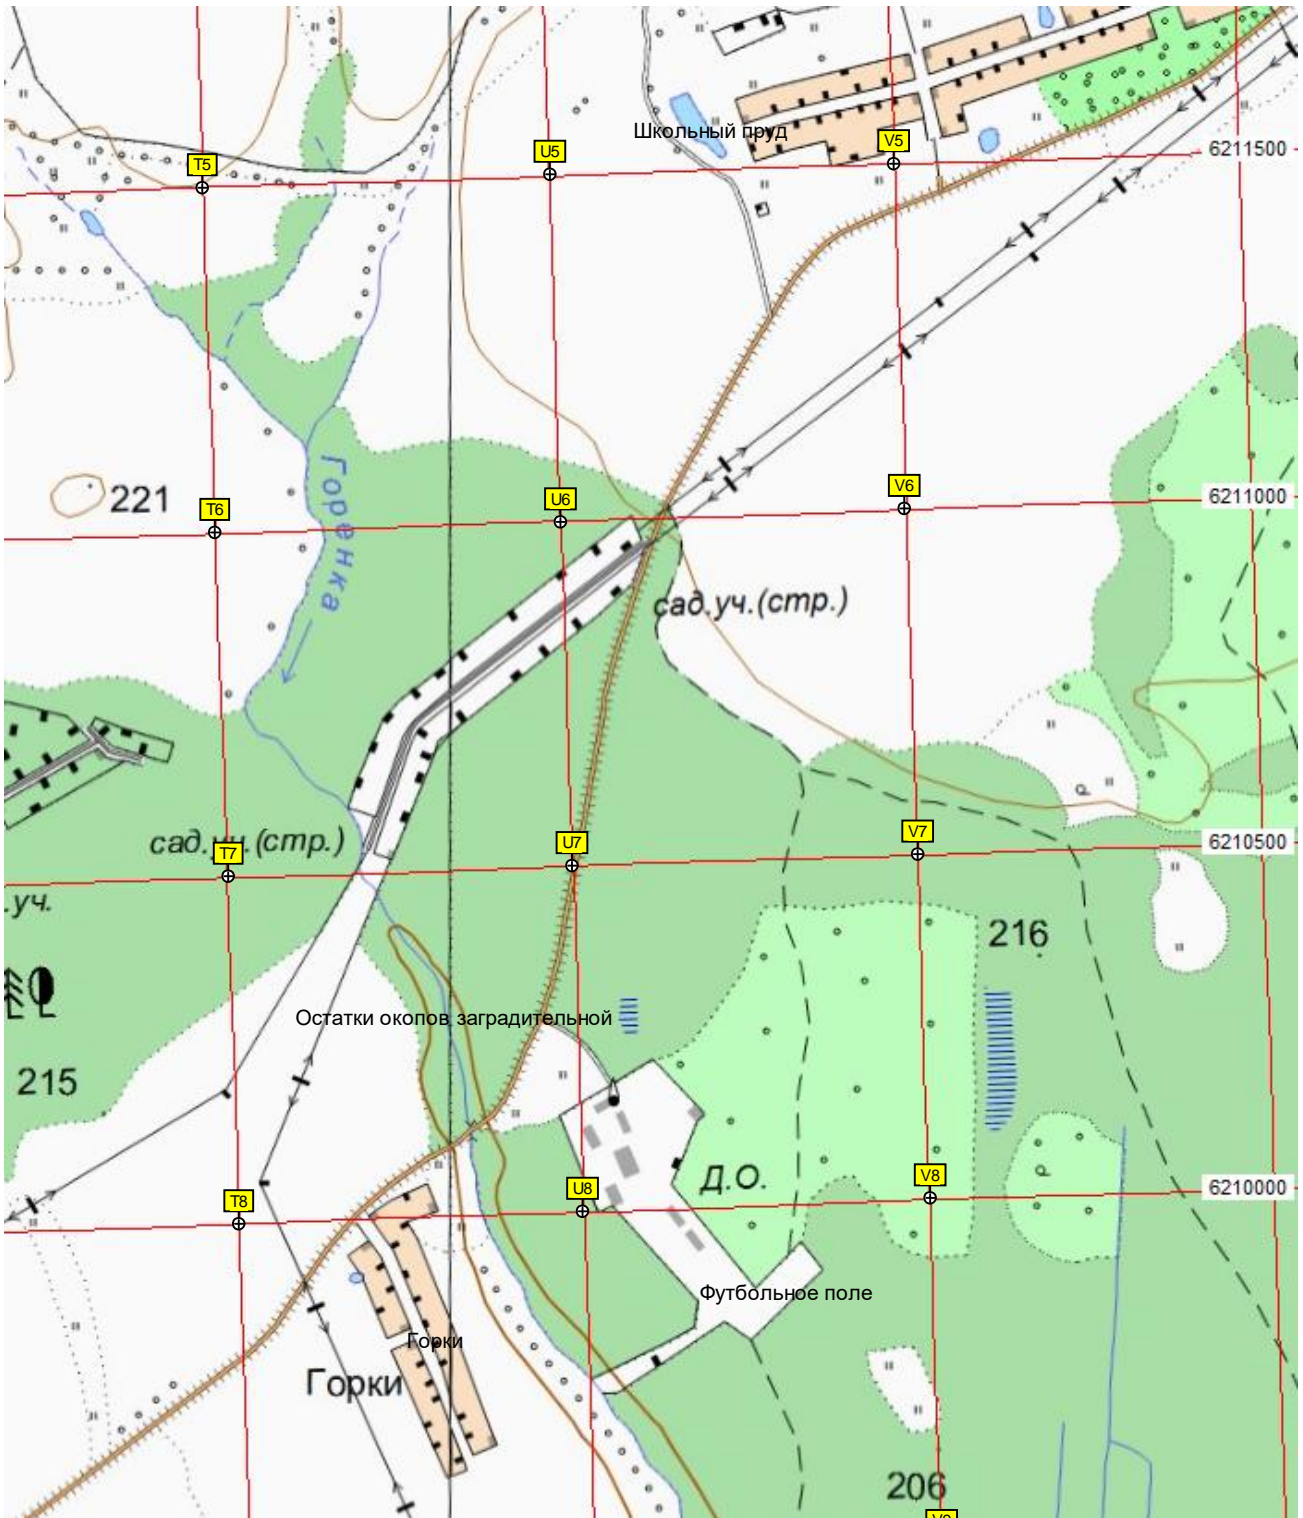 Школьный пруд
V5
U5
6211500
T5
Горенка
221
V6
6211000
U6
T6
сад.уч.(стр.)
V7
6210500
U7
сад.уч.(стр.)
T7
.уч.
216
Остатки окопов заградительной
215
Д.О.
V8
6210000
U8
T8
Футбольное поле
Горки
Горки
206